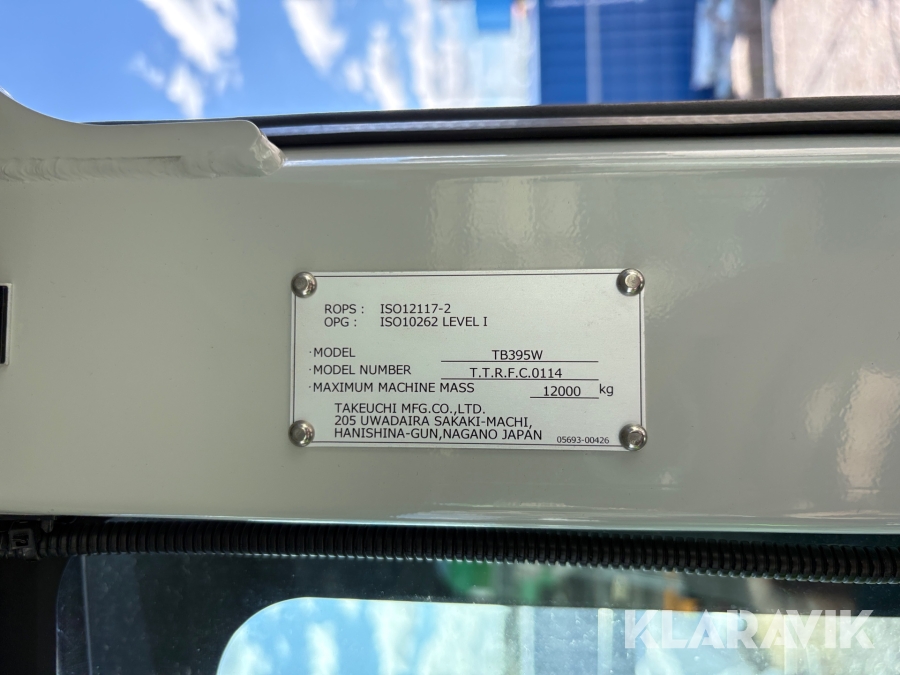 ROPS : ISO12117-2
OPG : ISO10262 LEVEL I
·MODEL TB395W
·MODEL NUMBER T.T.R.F.C.0114
·MAXIMUM MACHINE MASS 12000 kg
TAKEUCHI MFG.CO.,LTD.
205 UWADAIRA SAKAKI-MACHI,
HANISHINA-GUN,NAGANO JAPAN 05693-00426
KLARAVIK